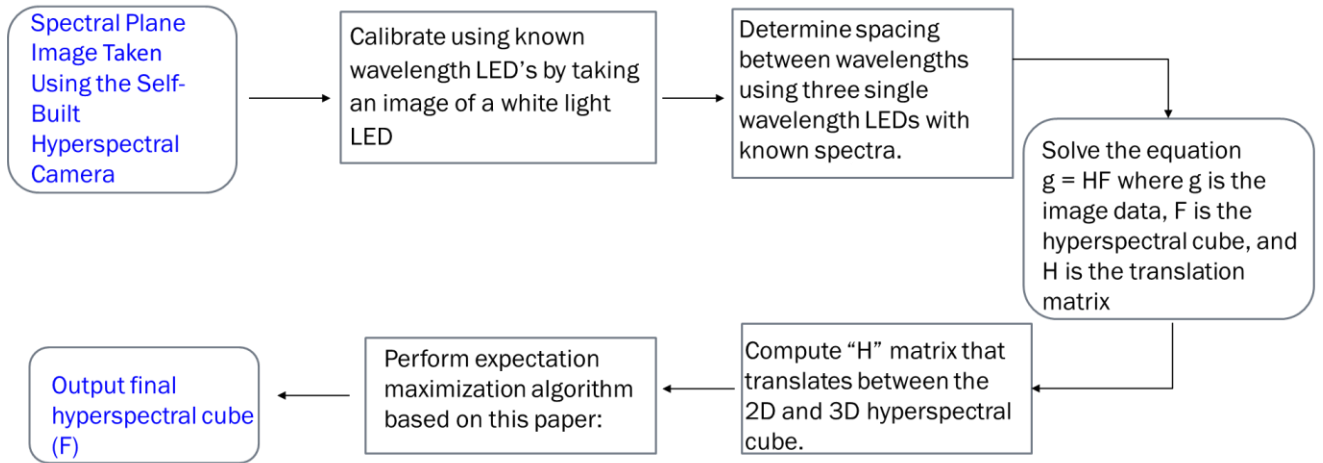 Spectral Plane
Image Taken
Using the Self-
Built
Hyperspectral
Camera
Calibrate using known
wavelength LED's by taking
an image of a white light
LED
Determine spacing
between wavelengths
using three single
wavelength LEDs with
known spectra.
Solve the equation
g = HF where g is the
image data, F is the
hyperspectral cube, and
H is the translation
matrix
Compute “H” matrix that
translates between the
2D and 3D hyperspectral
cube.
Perform expectation
maximization algorithm
based on this paper:
Output final
hyperspectral cube
(F)